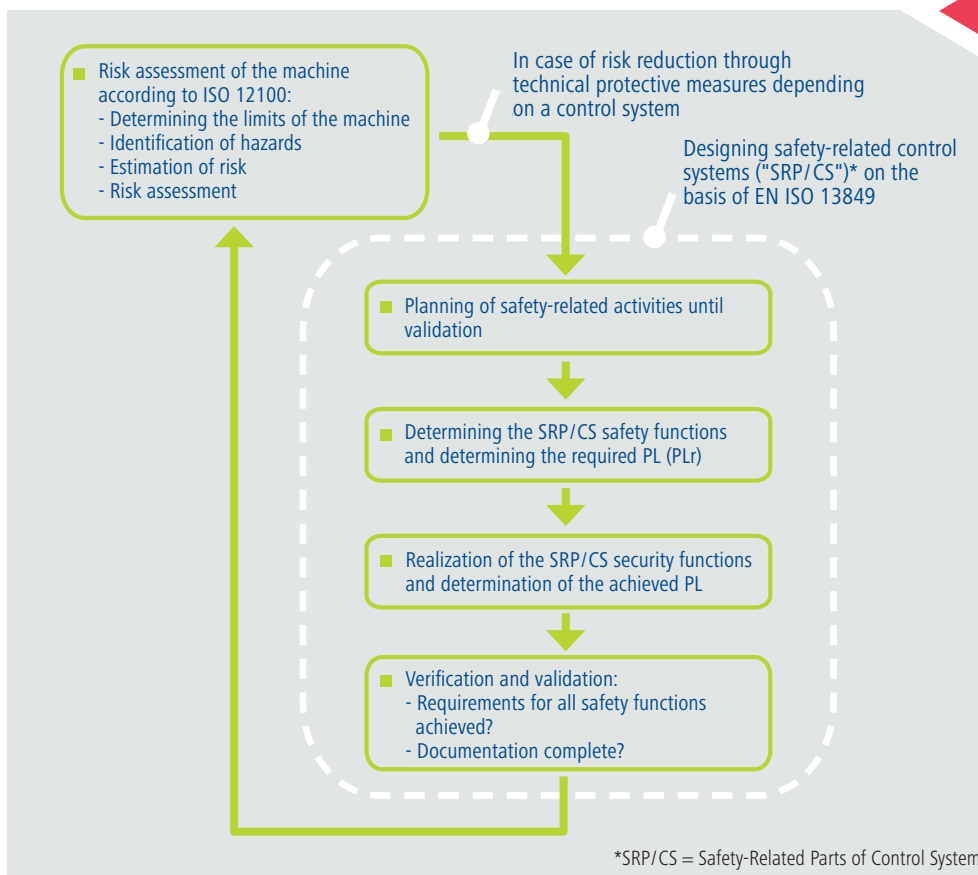 Risk assessment of the machine
according to ISO 12100:
- Determining the limits of the machine
- Identification of hazards
- Estimation of risk
- Risk assessment
In case of risk reduction through
technical protective measures depending
on a control system
Designing safety-related control
systems ("SRP/CS")* on the
basis of EN ISO 13849
Planning of safety-related activities until
validation
Determining the SRP/CS safety functions
and determining the required PL (PLr)
Realization of the SRP/CS security functions
and determination of the achieved PL
Verification and validation:
- Requirements for all safety functions
achieved?
- Documentation complete?
*SRP/CS = Safety-Related Parts of Control System